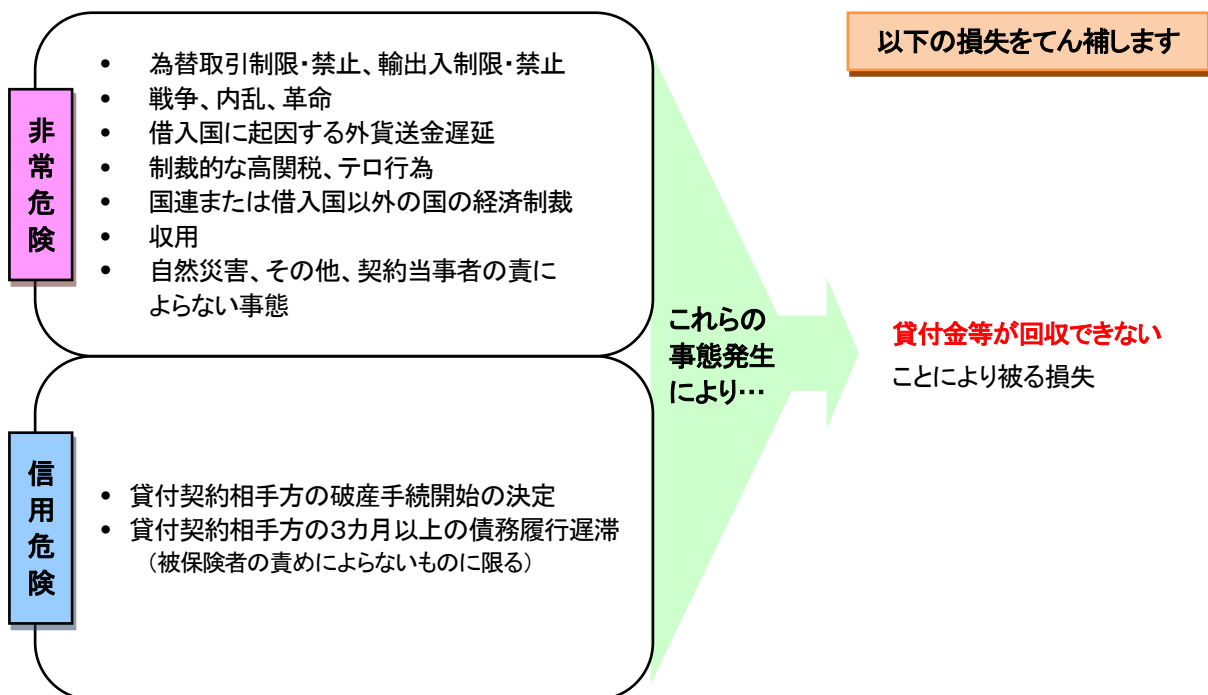 以下の損失をてん補します
非常危険
• 為替取引制限・禁止、輸出入制限・禁止
• 戦争、内乱、革命
• 借入国に起因する外貨送金遅延
• 制裁的な高関税、テロ行為
• 国連または借入国以外の国の経済制裁
• 収用
• 自然災害、その他、契約当事者の責に
よらない事態
これらの
事態発生
により…
貸付金等が回収できない
ことにより被る損失
信用危険
• 貸付契約相手方の破産手続開始の決定
• 貸付契約相手方の3カ月以上の債務履行遅滞
（被保険者の責めによらないものに限る）